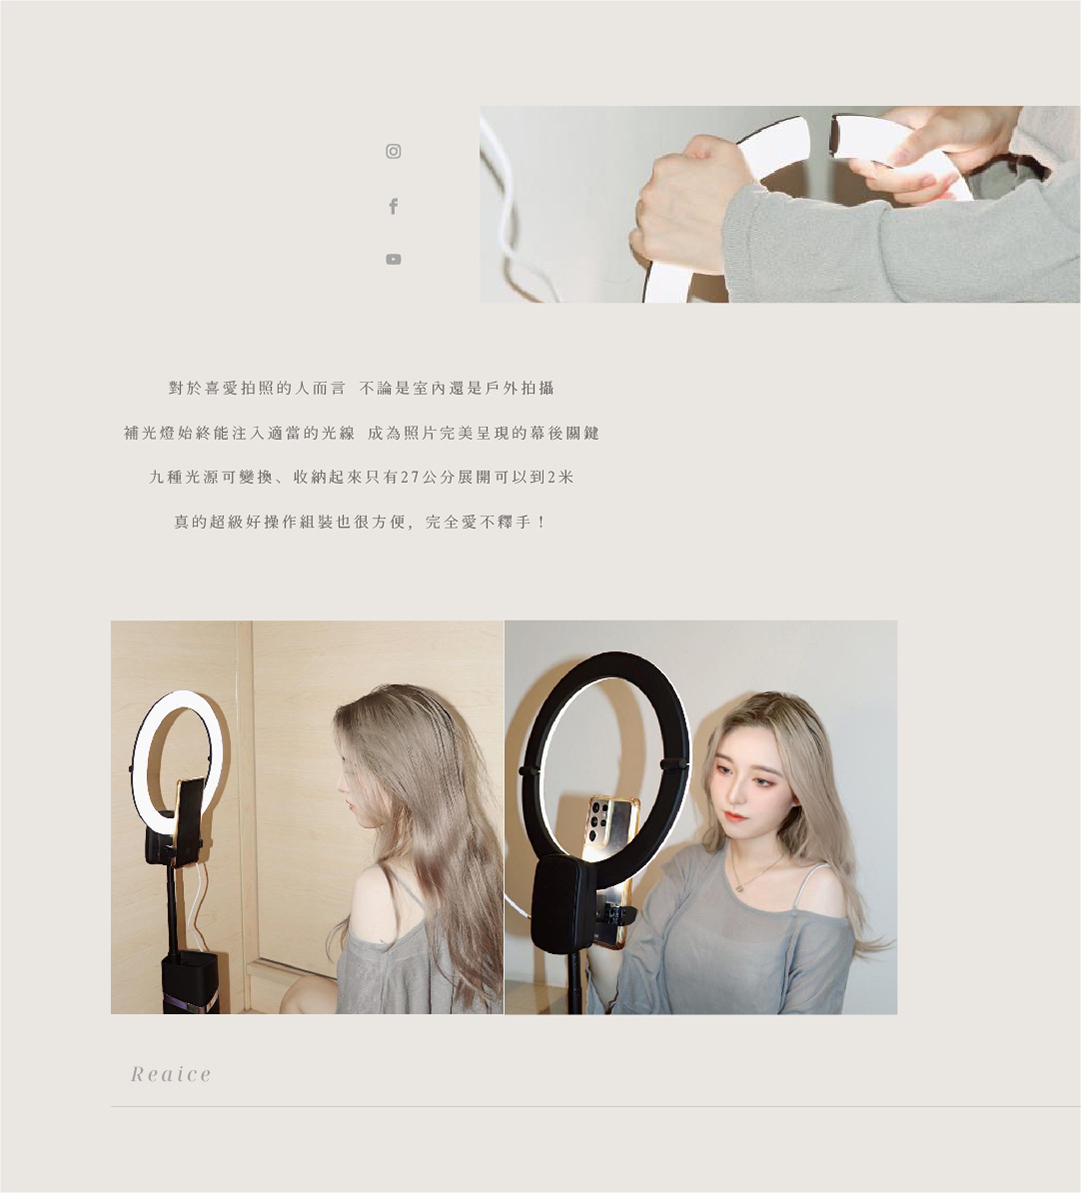 對於喜愛拍照的人而言 不論是室內還是戶外拍攝
補光燈始終能注入適當的光線 成為照片完美呈現的幕後關鍵
九種光源可變換、收納起來只有27公分展開可以到2米
真的超級好操作組裝也很方便，完全愛不釋手！
Reaice